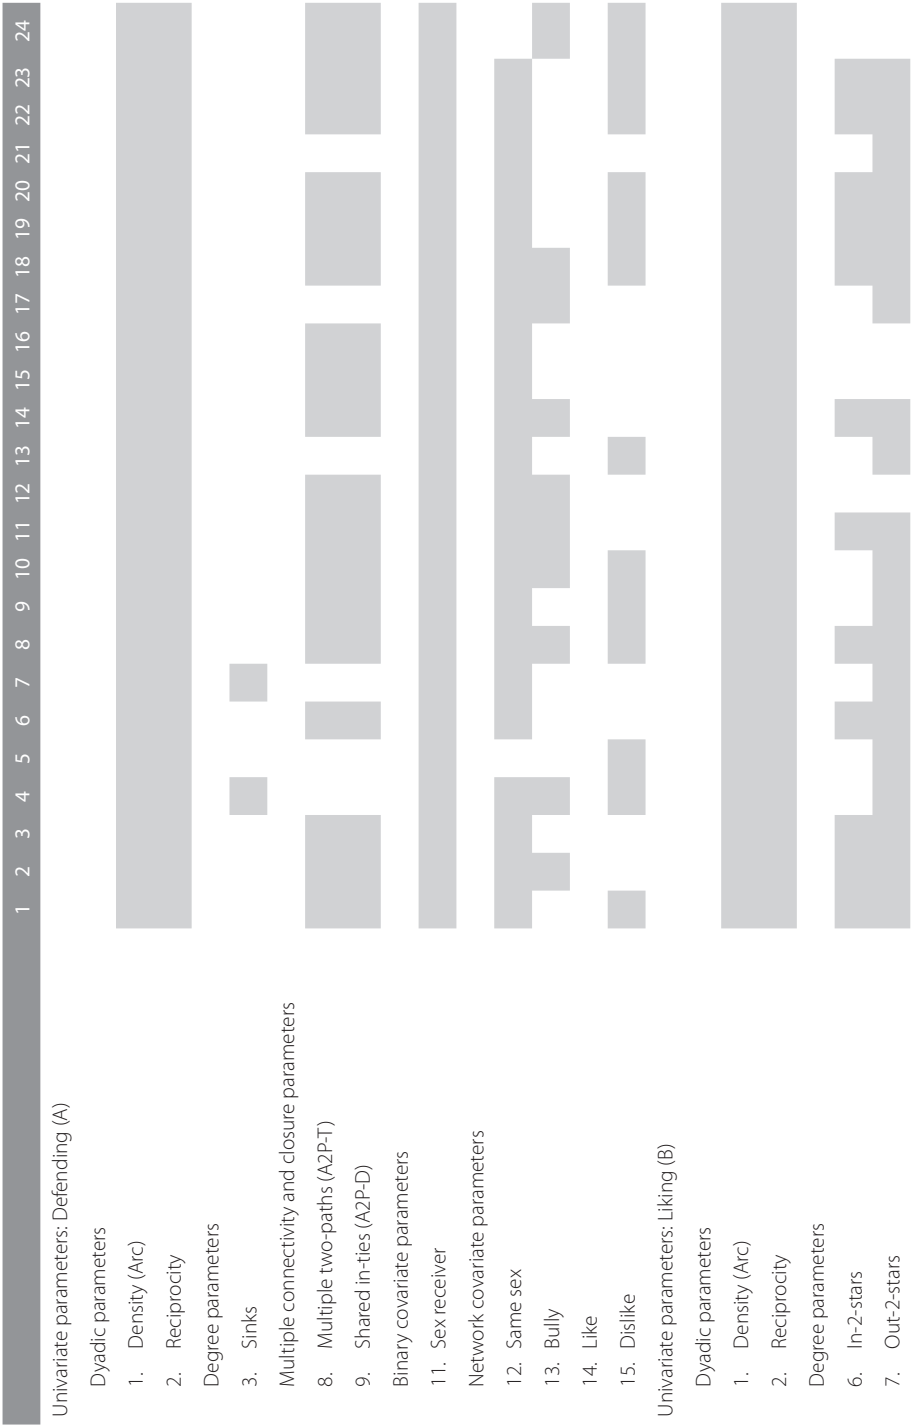 1 2 3 4 5 6 7 8 9 10 11 12 13 14 15 16 17 18 19 20 21 22 23 24
Univariate parameters: Defending (A)
Dyadic parameters
1. Density (Arc)
2. Reciprocity
Degree parameters
3. Sinks
Multiple connectivity and closure parameters
8. Multiple two-paths (A2P-T)
9. Shared in-ties (A2P-D)
Binary covariate parameters
11. Sex receiver
Network covariate parameters
12. Same sex
13. Bully
14. Like
15. Dislike
Univariate parameters: Liking (B)
Dyadic parameters
1. Density (Arc)
2. Reciprocity
Degree parameters
6. In-2-stars
7. Out-2-stars